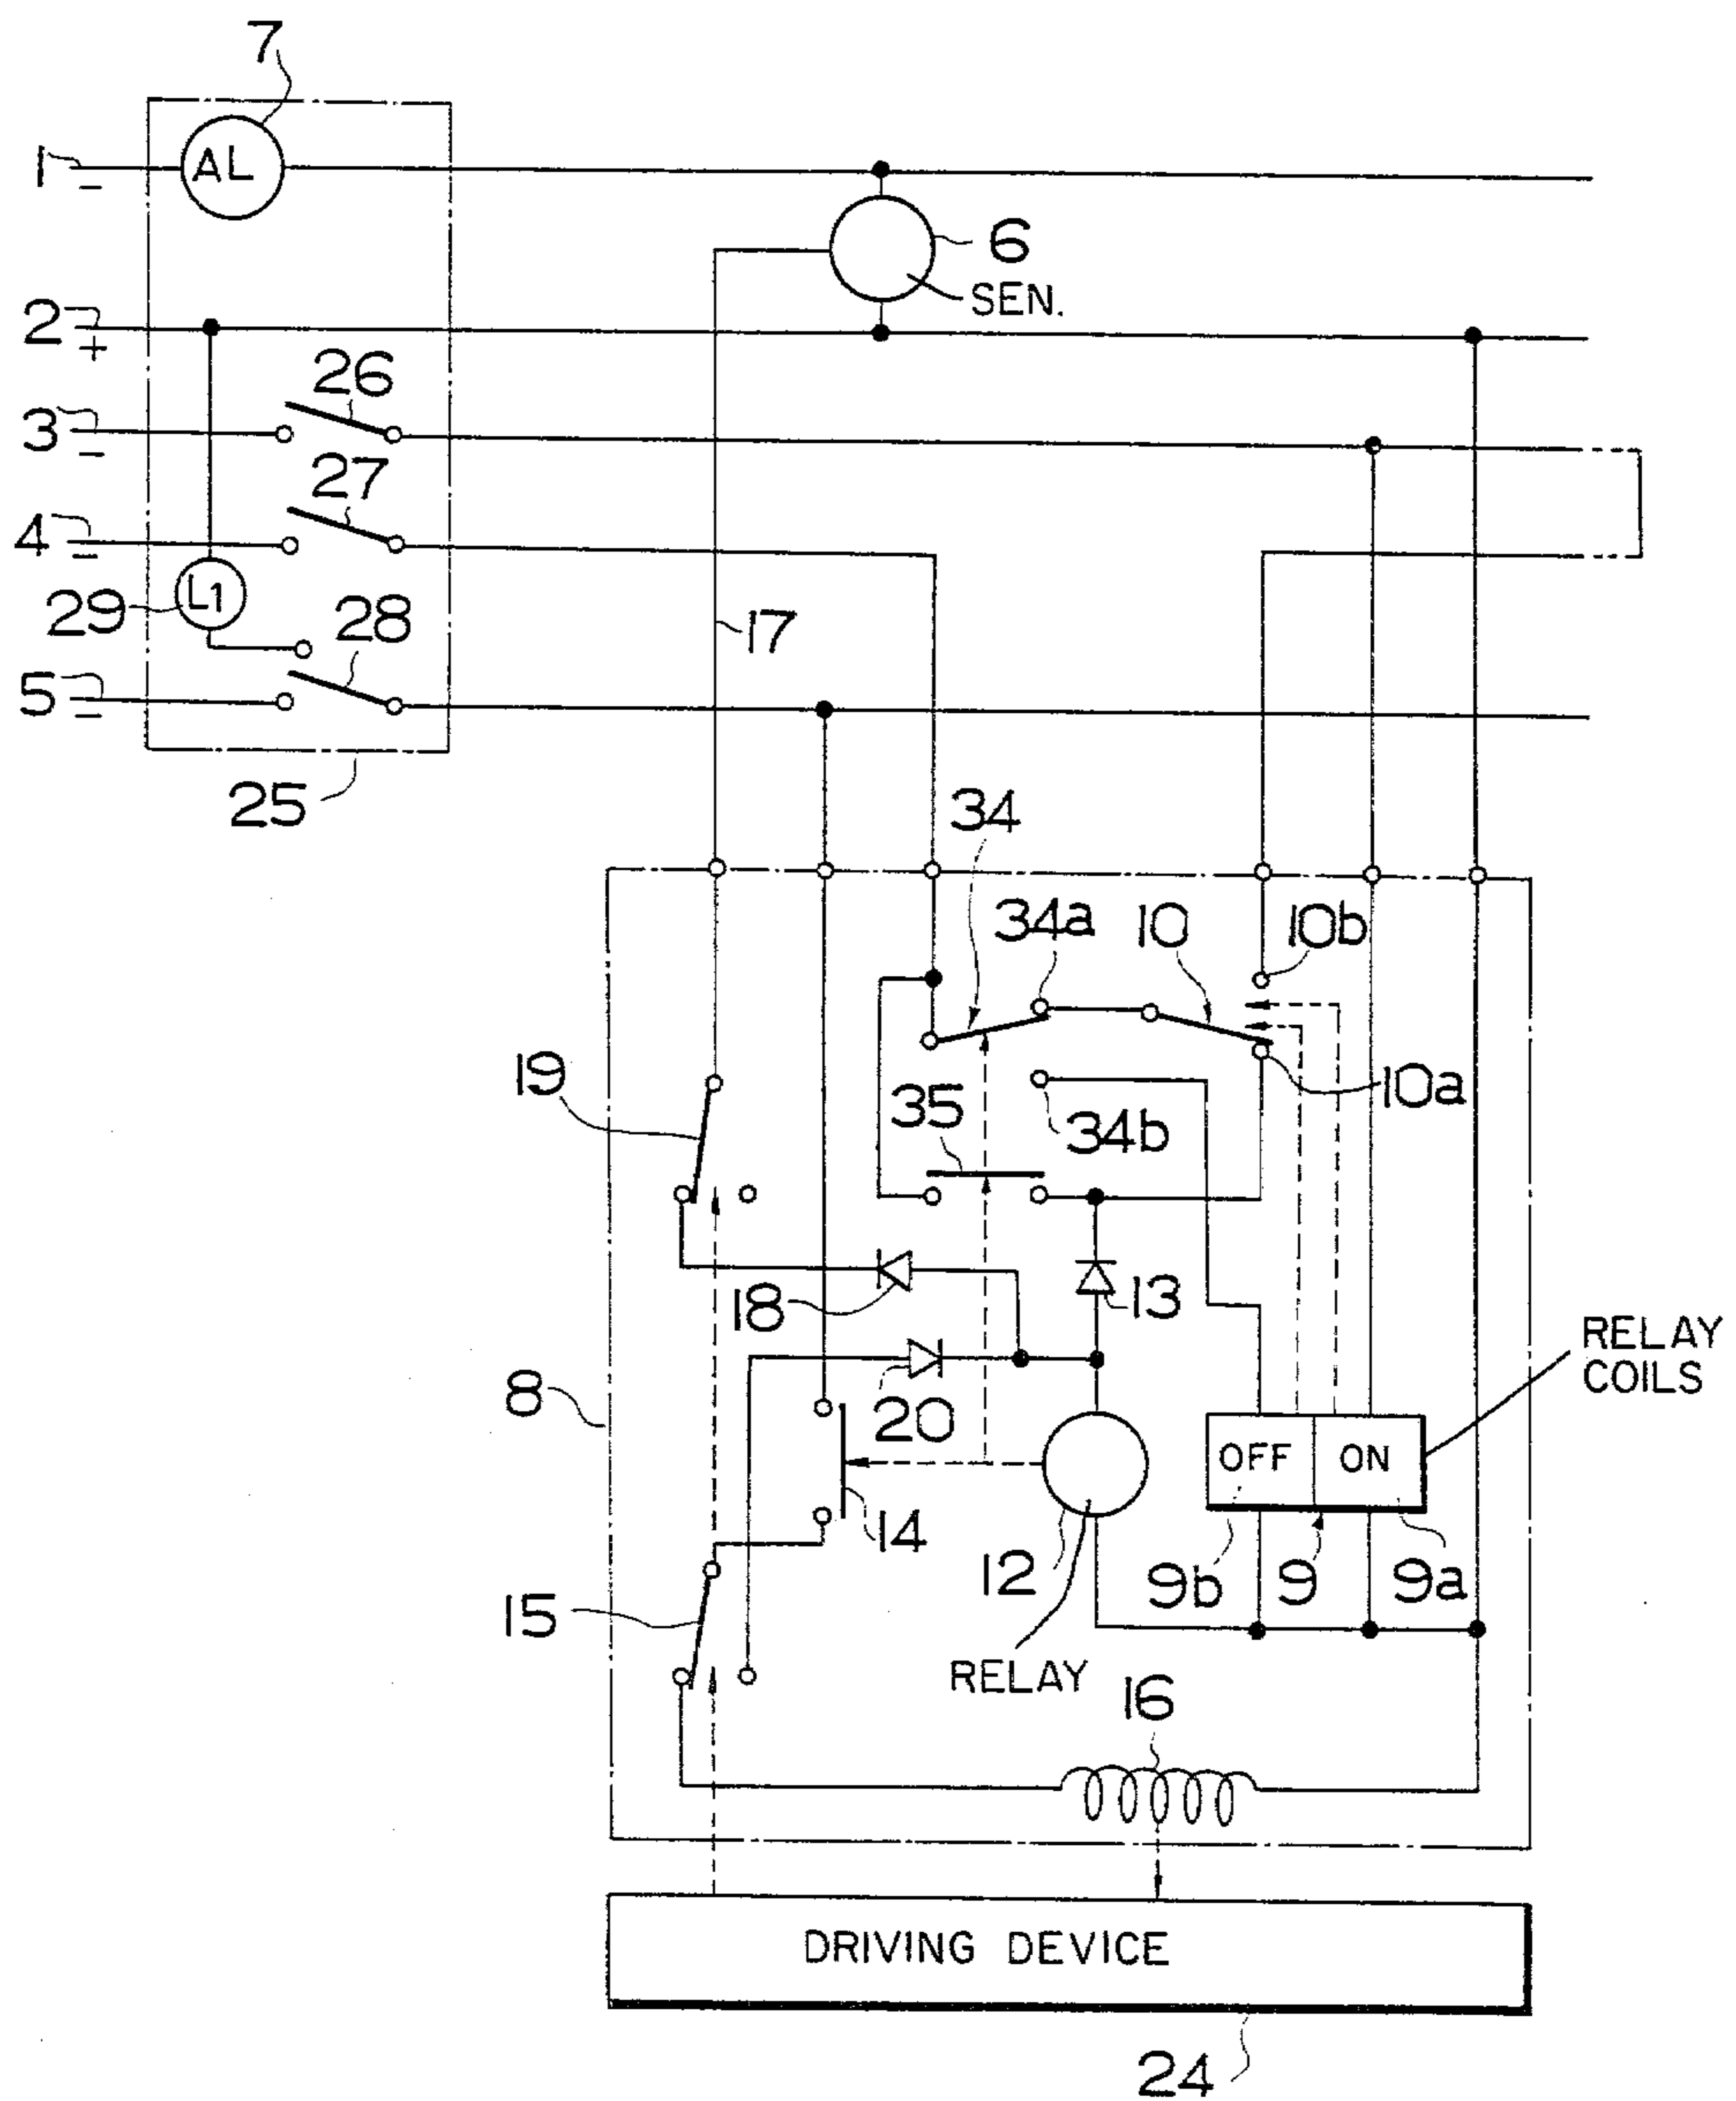 7
AL
1
−
6
SEN.
2
+
26
3
−
27
4
−
L1
29
28
17
5
−
25
34
34a
10
10b
19
35
10a
34b
18
13
RELAY
COILS
8
20
OFF
ON
14
12
9b
9
9a
15
RELAY
16
DRIVING DEVICE
24